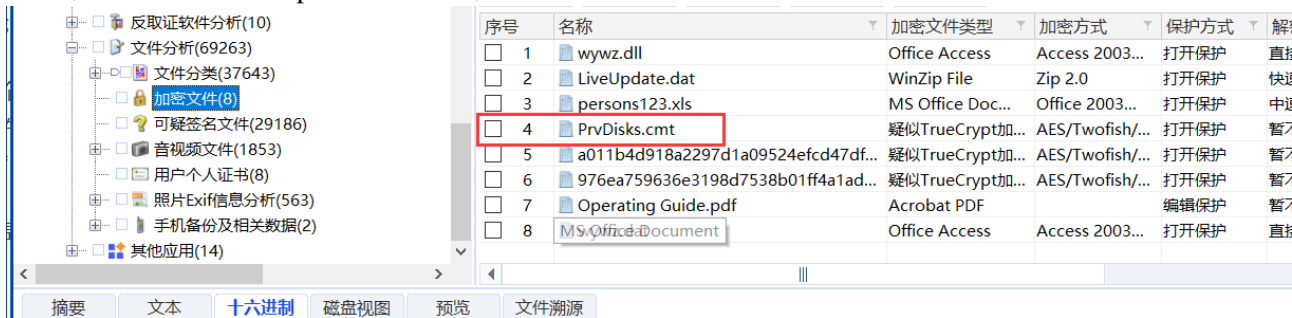 反取证软件分析(10)
文件分析(69263)
文件分类(37643)
加密文件(8)
可疑签名文件(29186)
音视频文件(1853)
用户个人证书(8)
照片Exif信息分析(563)
手机备份及相关数据(2)
其他应用(14)
序号 名称 加密文件类型 加密方式 保护方式
1 wywz.dll Office Access Access 2003... 打开保护
2 LiveUpdate.dat WinZip File Zip 2.0 打开保护
3 persons123.xls MS Office Doc... Office 2003... 打开保护
4 PrvDisks.cmt 疑似TrueCrypt加... AES/Twofish/... 打开保护
5 a011b4d918a2297d1a09524efcd47df... 疑似TrueCrypt加... AES/Twofish/... 打开保护
6 976ea759636e3198d7538b01ff4a1ad... 疑似TrueCrypt加... AES/Twofish/... 打开保护
7 Operating Guide.pdf Acrobat PDF 编辑保护
8 MS Office Document Office Access Access 2003... 打开保护
摘要 文本 十六进制 磁盘视图 预览 文件溯源